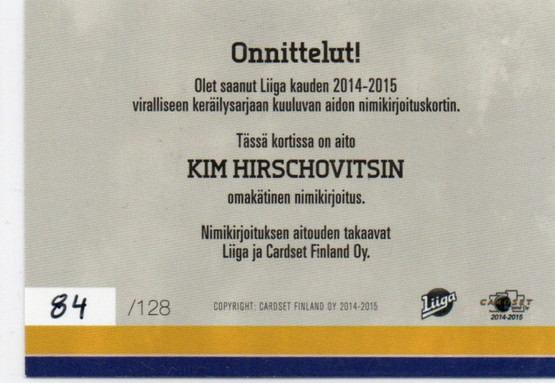 Onnittelut!
Olet saanut Liiga kauden 2014-2015
viralliseen keräilysarjaan kuuluvan aidon nimikirjoituskortin.
Tässä kortissa on aito
KIM HIRSCHOVITSIN
omakätinen nimikirjoitus.
Nimikirjoituksen aitouden takaavat
Liiga ja Cardset Finland Oy.
84 /128 COPYRIGHT: CARDSET FINLAND OY 2014-2015 Liiga CARDSET
2014-2015